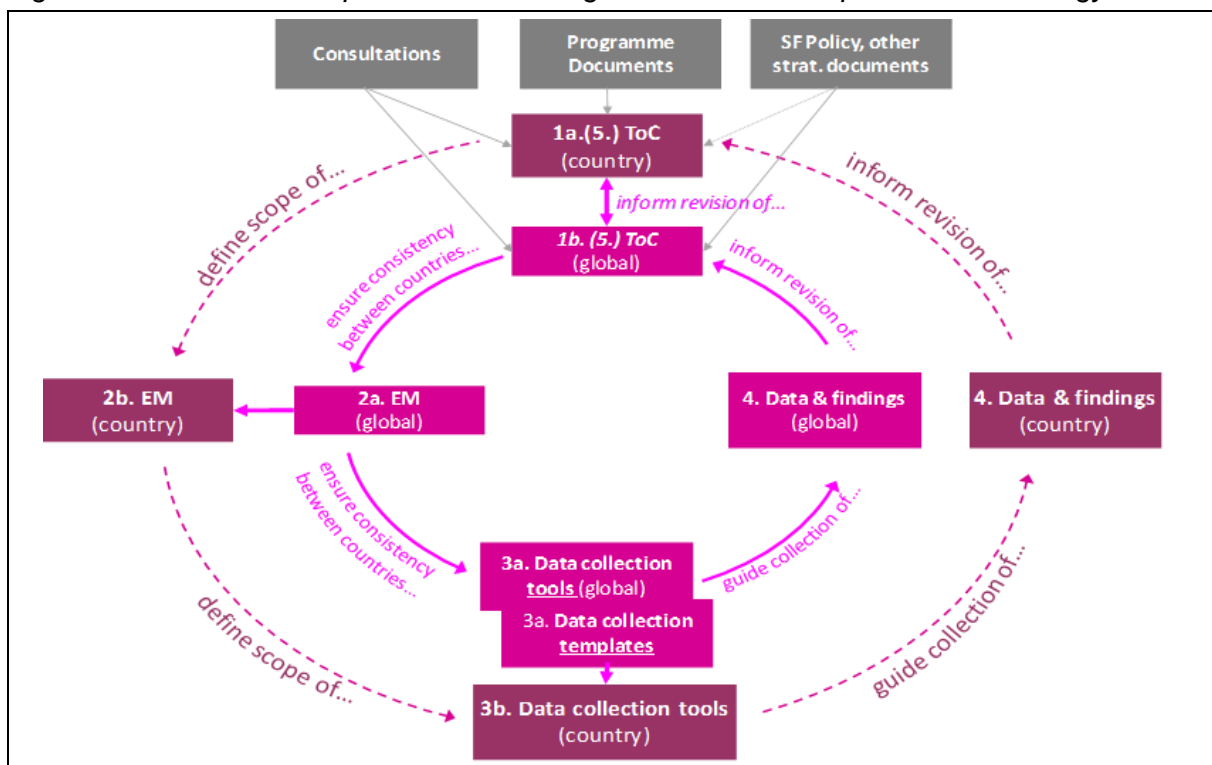 Consultations
Programme
Documents
SF Policy, other
strat. documents
1a.(5.) ToC
(country)
inform revision of...
1b. (5.) ToC
(global)
define scope of...
ensure consistency
between countries...
inform revision of...
inform revision of...
2b. EM
(country)
2a. EM
(global)
4. Data & findings
(global)
4. Data & findings
(country)
ensure consistency
between countries...
define scope of...
3a. Data collection
tools (global)
3a. Data collection
templates
guide collection of...
guide collection of...
3b. Data collection tools
(country)